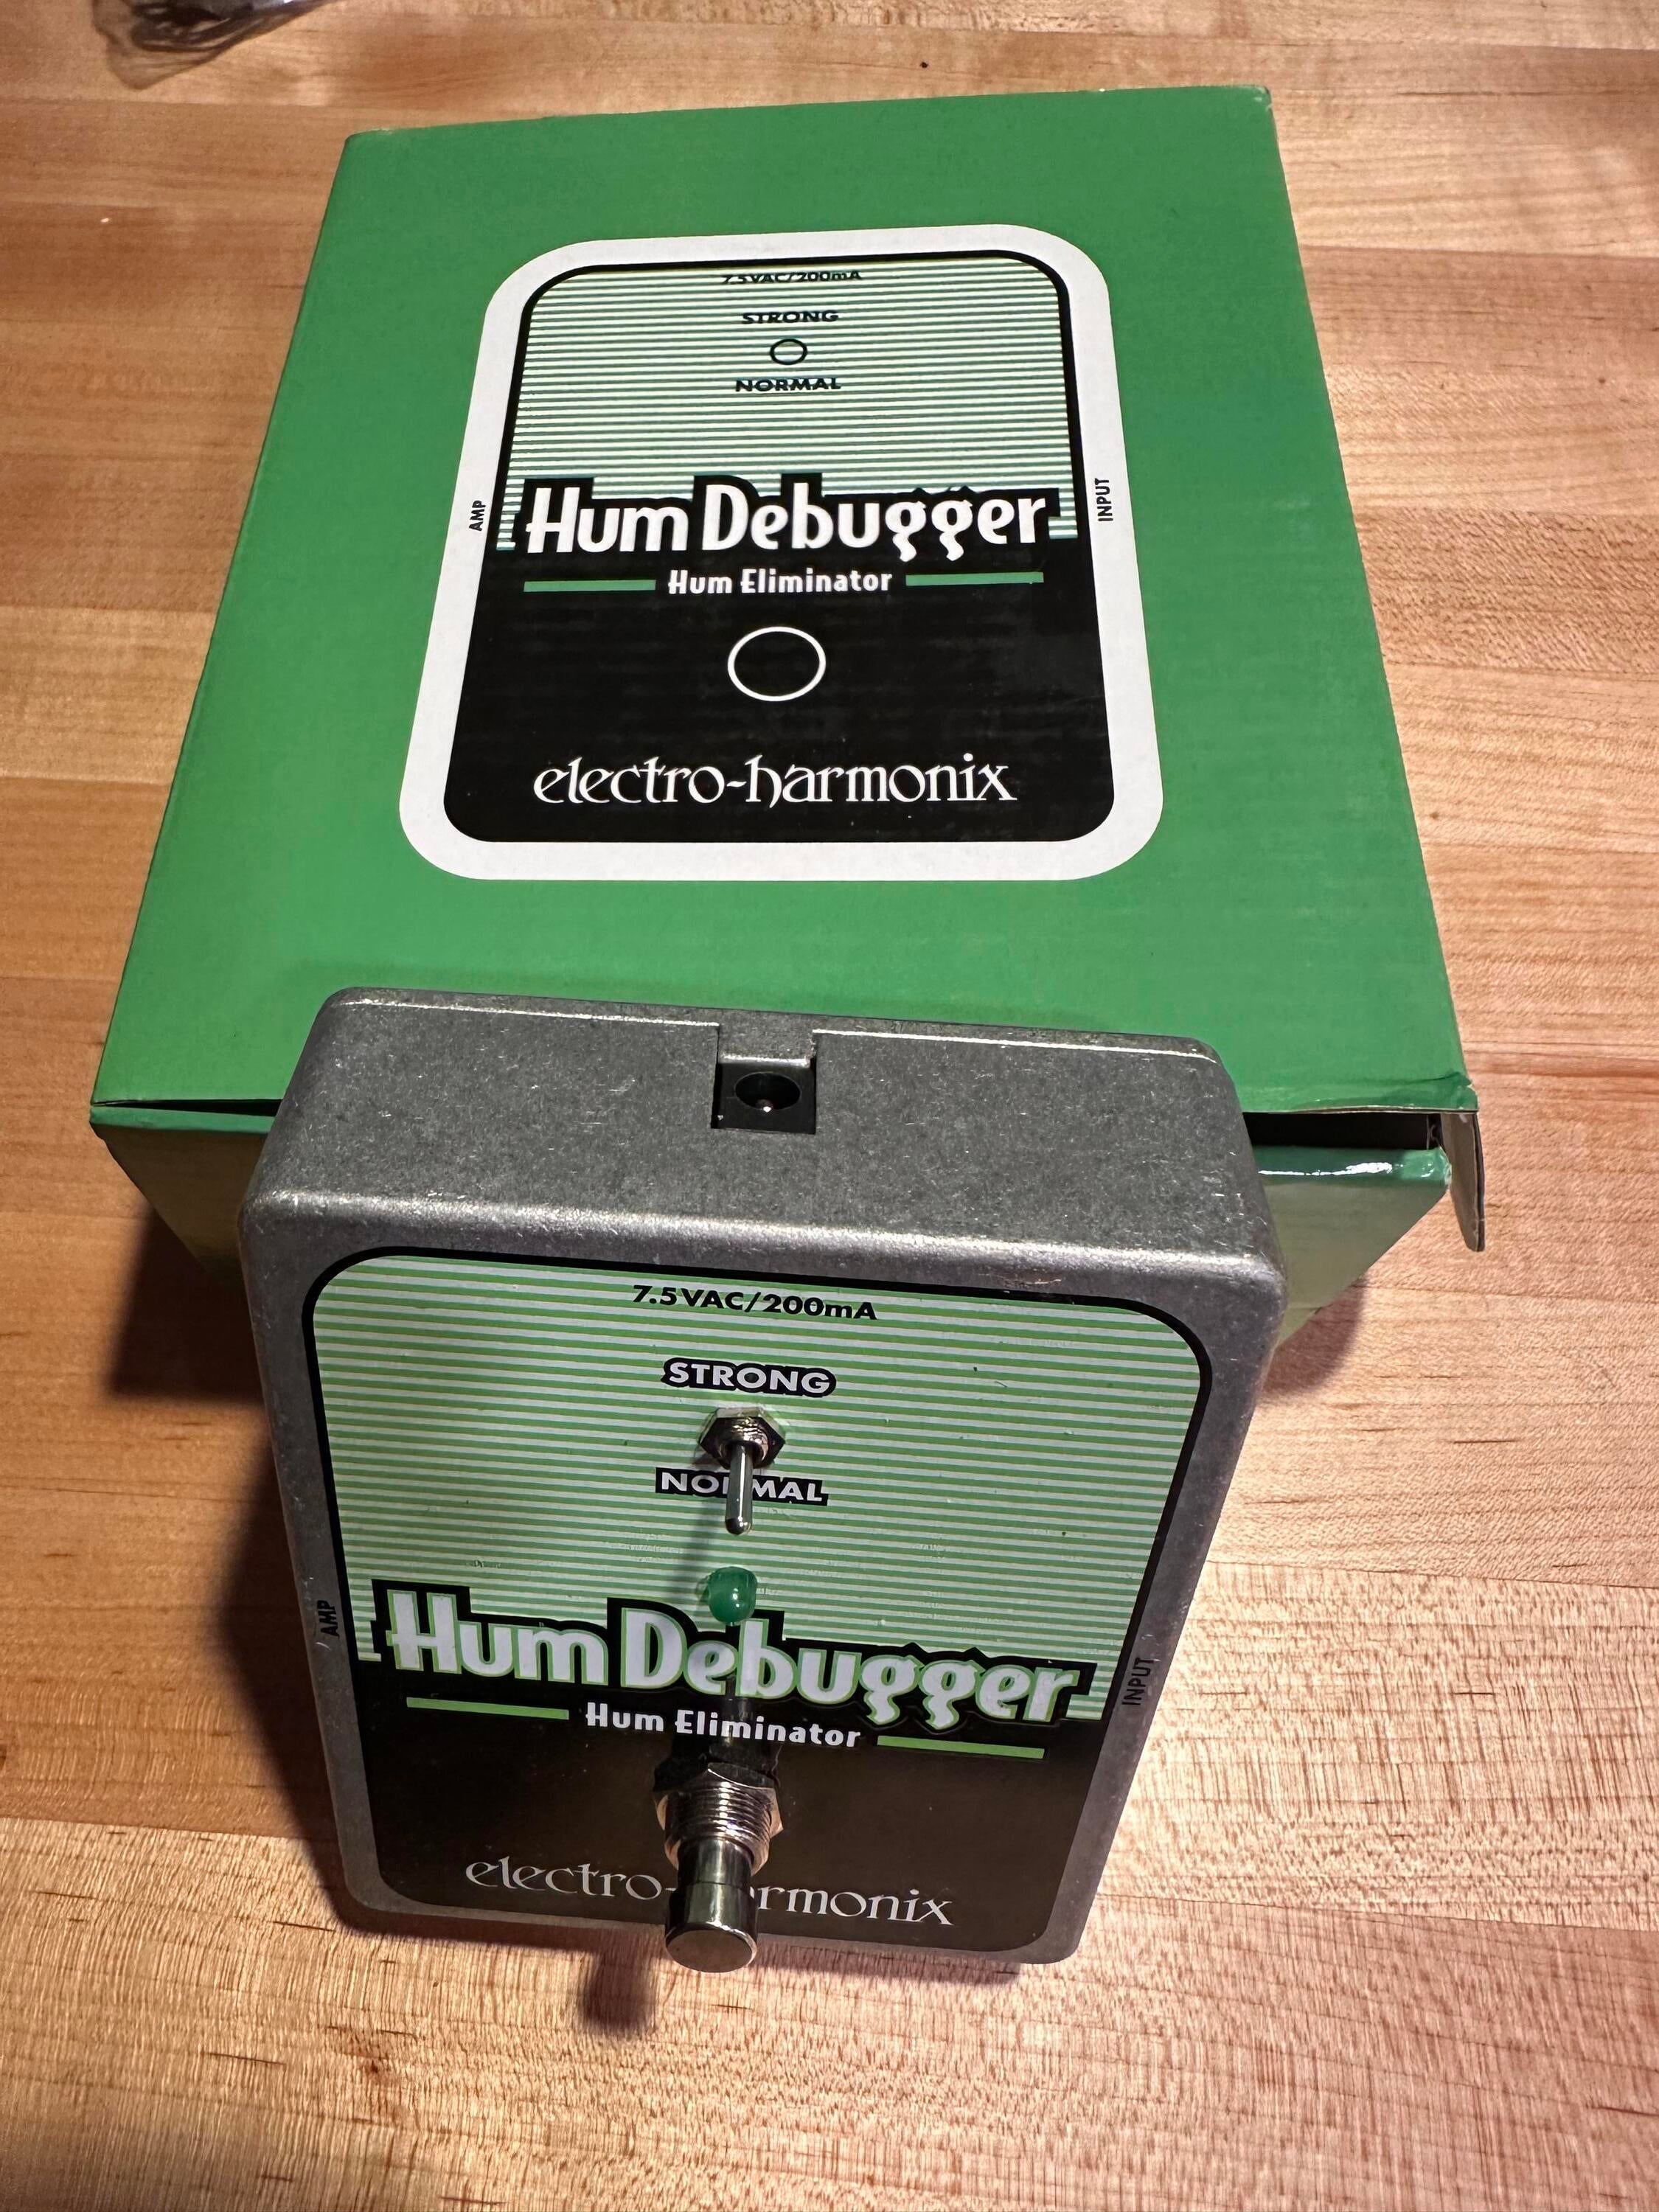 7.5VAC/200mA
STRONG
NORMAL
AMP
INPUT
Hum Debugger
Hum Eliminator
electro-harmonix
7.5VAC/200mA
STRONG
NORMAL
AMP
INPUT
Hum Debugger
Hum Eliminator
electro-harmonix